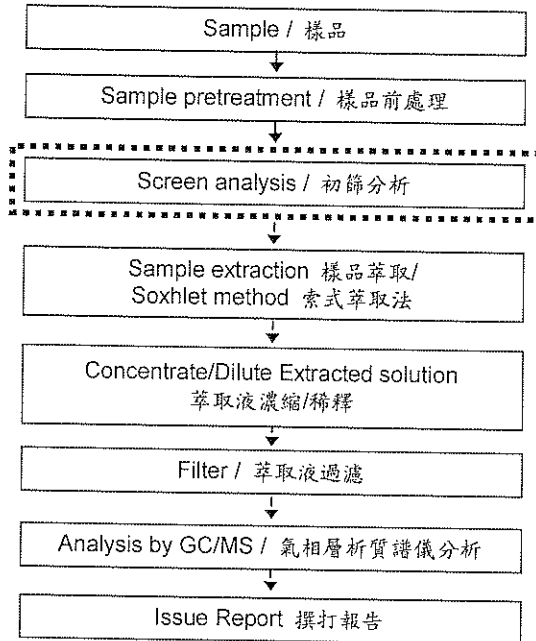 Sample / 樣品
Sample pretreatment / 樣品前處理
Screen analysis / 初篩分析
Sample extraction 樣品萃取/
Soxhlet method 索式萃取法
Concentrate/Dilute Extracted solution
萃取液濃縮/稀釋
Filter / 萃取液過濾
Analysis by GC/MS / 氣相層析質譜儀分析
Issue Report 撰打報告